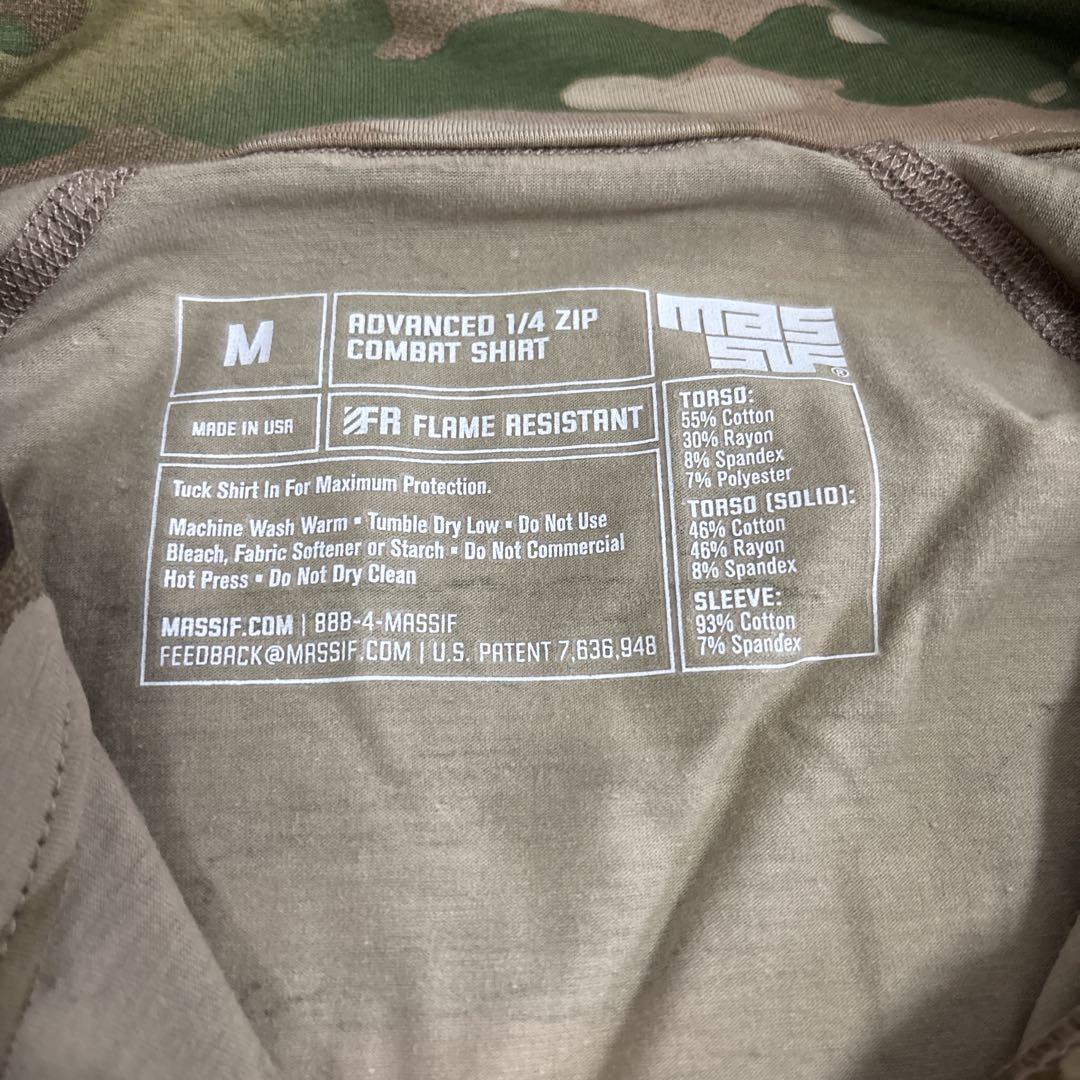 M
ADVANCED 1/4 ZIP
COMBAT SHIRT
MASSIF®
MADE IN USA
FR FLAME RESISTANT
Tuck Shirt In For Maximum Protection.
Machine Wash Warm ▪ Tumble Dry Low ▪ Do Not Use
Bleach, Fabric Softener or Starch ▪ Do Not Commercial
Hot Press ▪ Do Not Dry Clean
MASSIF.COM | 888-4-MASSIF
FEEDBACK@MASSIF.COM | U.S. PATENT 7,636,948
TORSO:
55% Cotton
30% Rayon
8% Spandex
7% Polyester
TORSO (SOLID):
46% Cotton
46% Rayon
8% Spandex
SLEEVE:
93% Cotton
7% Spandex